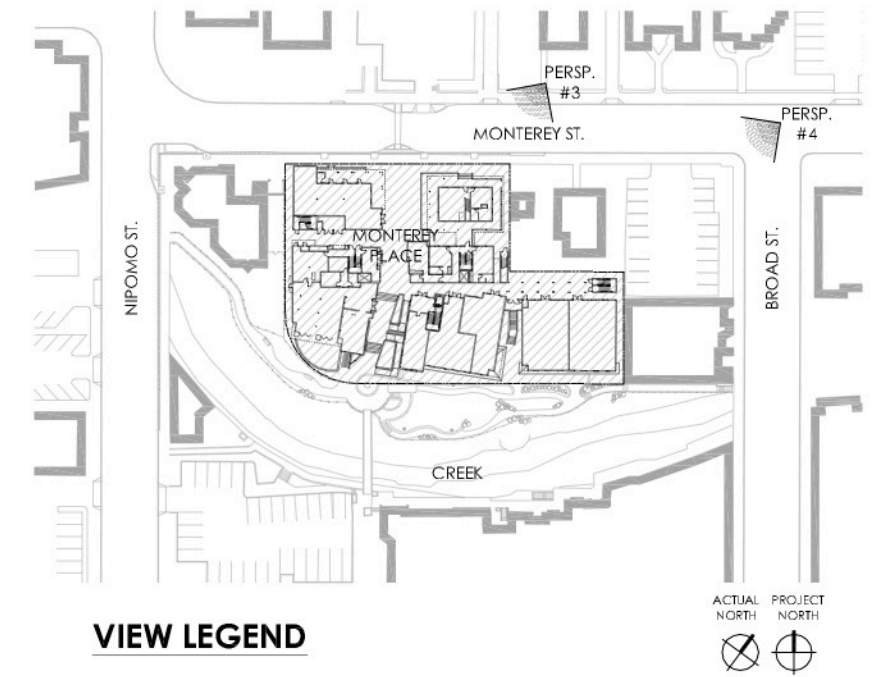 PERSP.
#3
PERSP.
#4
MONTEREY ST.
NIPOMO ST.
MONTEREY
PLACE
BROAD ST.
CREEK
ACTUAL
NORTH
PROJECT
NORTH
VIEW LEGEND